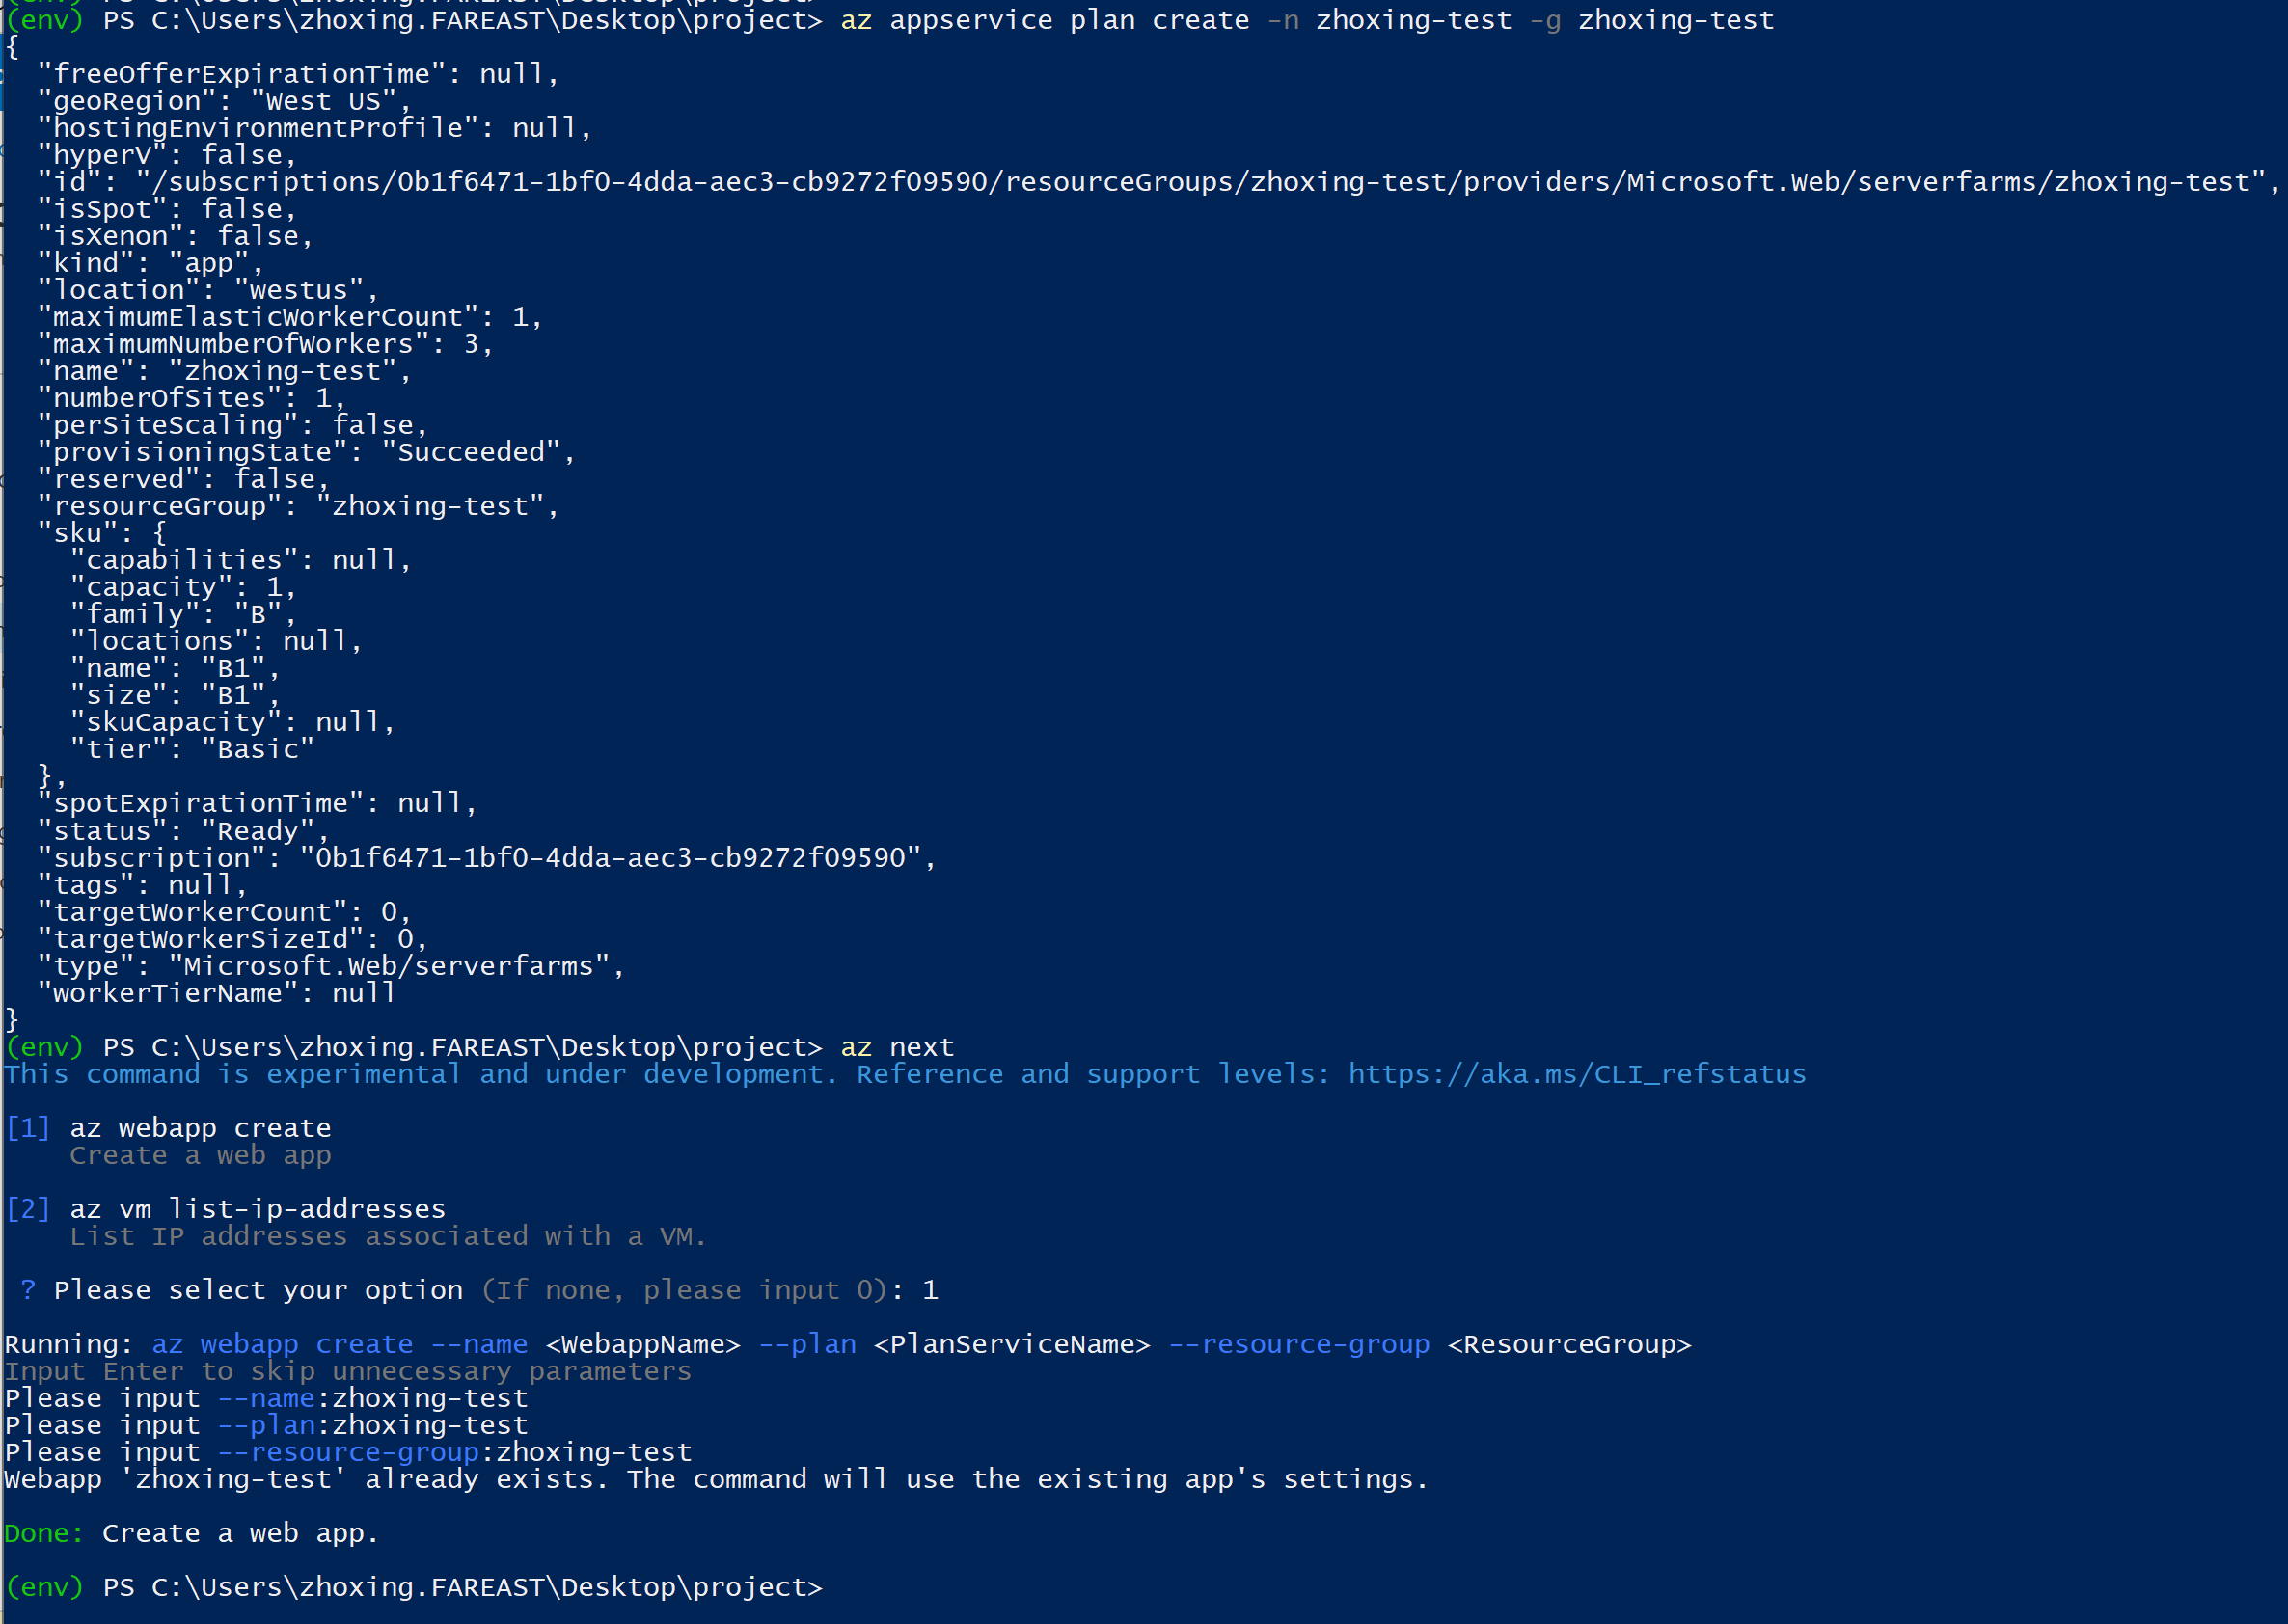 (env) PS C:\Users\zhoxing.FAREAST\Desktop\project> az appservice plan create -n zhoxing-test -g zhoxing-test
{
  "freeOfferExpirationTime": null,
  "geoRegion": "West US",
  "hostingEnvironmentProfile": null,
  "hyperV": false,
  "id": "/subscriptions/0b1f6471-1bf0-4dda-aec3-cb9272f09590/resourceGroups/zhoxing-test/providers/Microsoft.Web/serverfarms/zhoxing-test",
  "isSpot": false,
  "isXenon": false,
  "kind": "app",
  "location": "westus",
  "maximumElasticWorkerCount": 1,
  "maximumNumberOfWorkers": 3,
  "name": "zhoxing-test",
  "numberOfSites": 1,
  "perSiteScaling": false,
  "provisioningState": "Succeeded",
  "reserved": false,
  "resourceGroup": "zhoxing-test",
  "sku": {
    "capabilities": null,
    "capacity": 1,
    "family": "B",
    "locations": null,
    "name": "B1",
    "size": "B1",
    "skuCapacity": null,
    "tier": "Basic"
  },
  "spotExpirationTime": null,
  "status": "Ready",
  "subscription": "0b1f6471-1bf0-4dda-aec3-cb9272f09590",
  "tags": null,
  "targetWorkerCount": 0,
  "targetWorkerSizeId": 0,
  "type": "Microsoft.Web/serverfarms",
  "workerTierName": null
}
(env) PS C:\Users\zhoxing.FAREAST\Desktop\project> az next
This command is experimental and under development. Reference and support levels: https://aka.ms/CLI_refstatus
[1] az webapp create
    Create a web app
[2] az vm list-ip-addresses
    List IP addresses associated with a VM.
 ? Please select your option (If none, please input 0): 1
Running: az webapp create --name <WebappName> --plan <PlanServiceName> --resource-group <ResourceGroup>
Input Enter to skip unnecessary parameters
Please input --name:zhoxing-test
Please input --plan:zhoxing-test
Please input --resource-group:zhoxing-test
Webapp 'zhoxing-test' already exists. The command will use the existing app's settings.
Done: Create a web app.
(env) PS C:\Users\zhoxing.FAREAST\Desktop\project>